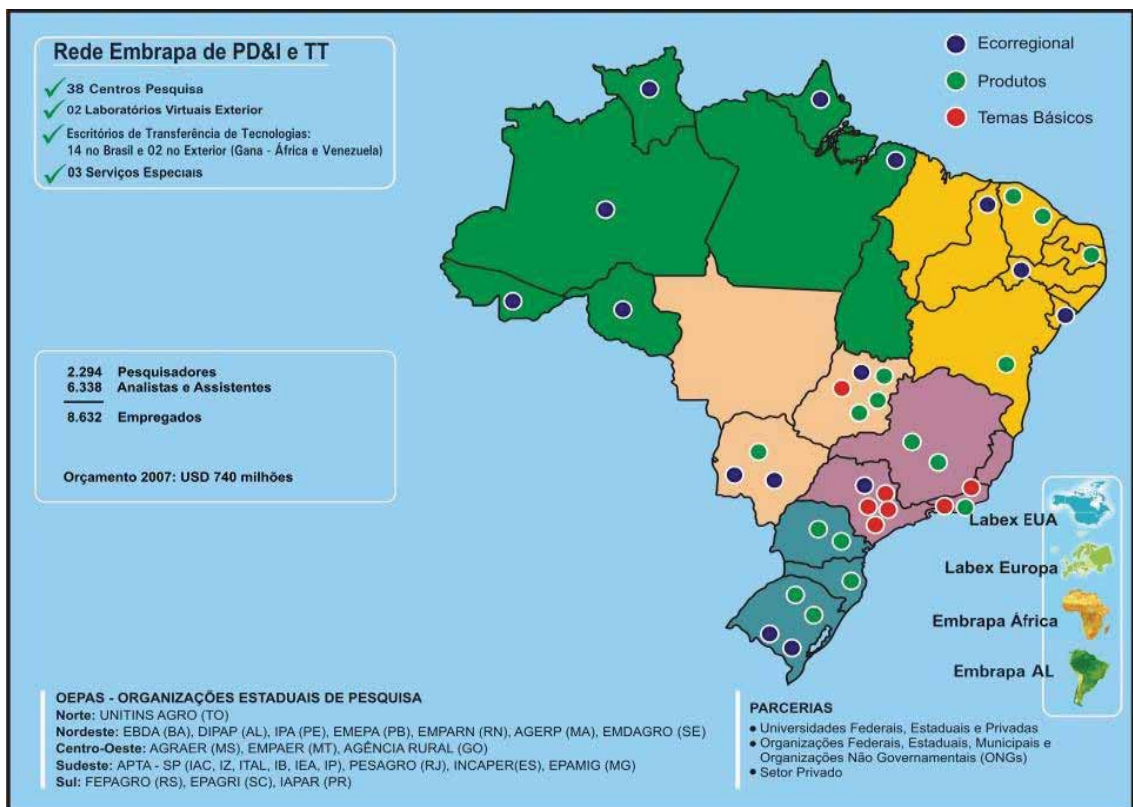 Rede Embrapa de PD&I e TT
38 Centros Pesquisa
02 Laboratórios Virtuais Exterior
Escritórios de Transferência de Tecnologias:
14 no Brasil e 02 no Exterior (Gana - África e Venezuela)
03 Serviços Especiais
Ecorregional
Produtos
Temas Básicos
2.294 Pesquisadores
6.338 Analistas e Assistentes
8.632 Empregados
Orçamento 2007: USD 740 milhões
Labex EUA
Labex Europa
Embrapa África
Embrapa AL
OEPAS - ORGANIZAÇÕES ESTADUAIS DE PESQUISA
Norte: UNITINS AGRO (TO)
Nordeste: EBDA (BA), DIPAP (AL), IPA (PE), EMEPA (PB), EMPARN (RN), AGERP (MA), EMDAGRO (SE)
Centro-Oeste: AGRAER (MS), EMPAER (MT), AGÊNCIA RURAL (GO)
Sudeste: APTA - SP (IAC, IZ, ITAL, IB, IEA, IP), PESAGRO (RJ), INCAPER(ES), EPAMIG (MG)
Sul: FEPAGRO (RS), EPAGRI (SC), IAPAR (PR)
PARCERIAS
• Universidades Federais, Estaduais e Privadas
• Organizações Federais, Estaduais, Municipais e
Organizações Não Governamentais (ONGs)
• Setor Privado